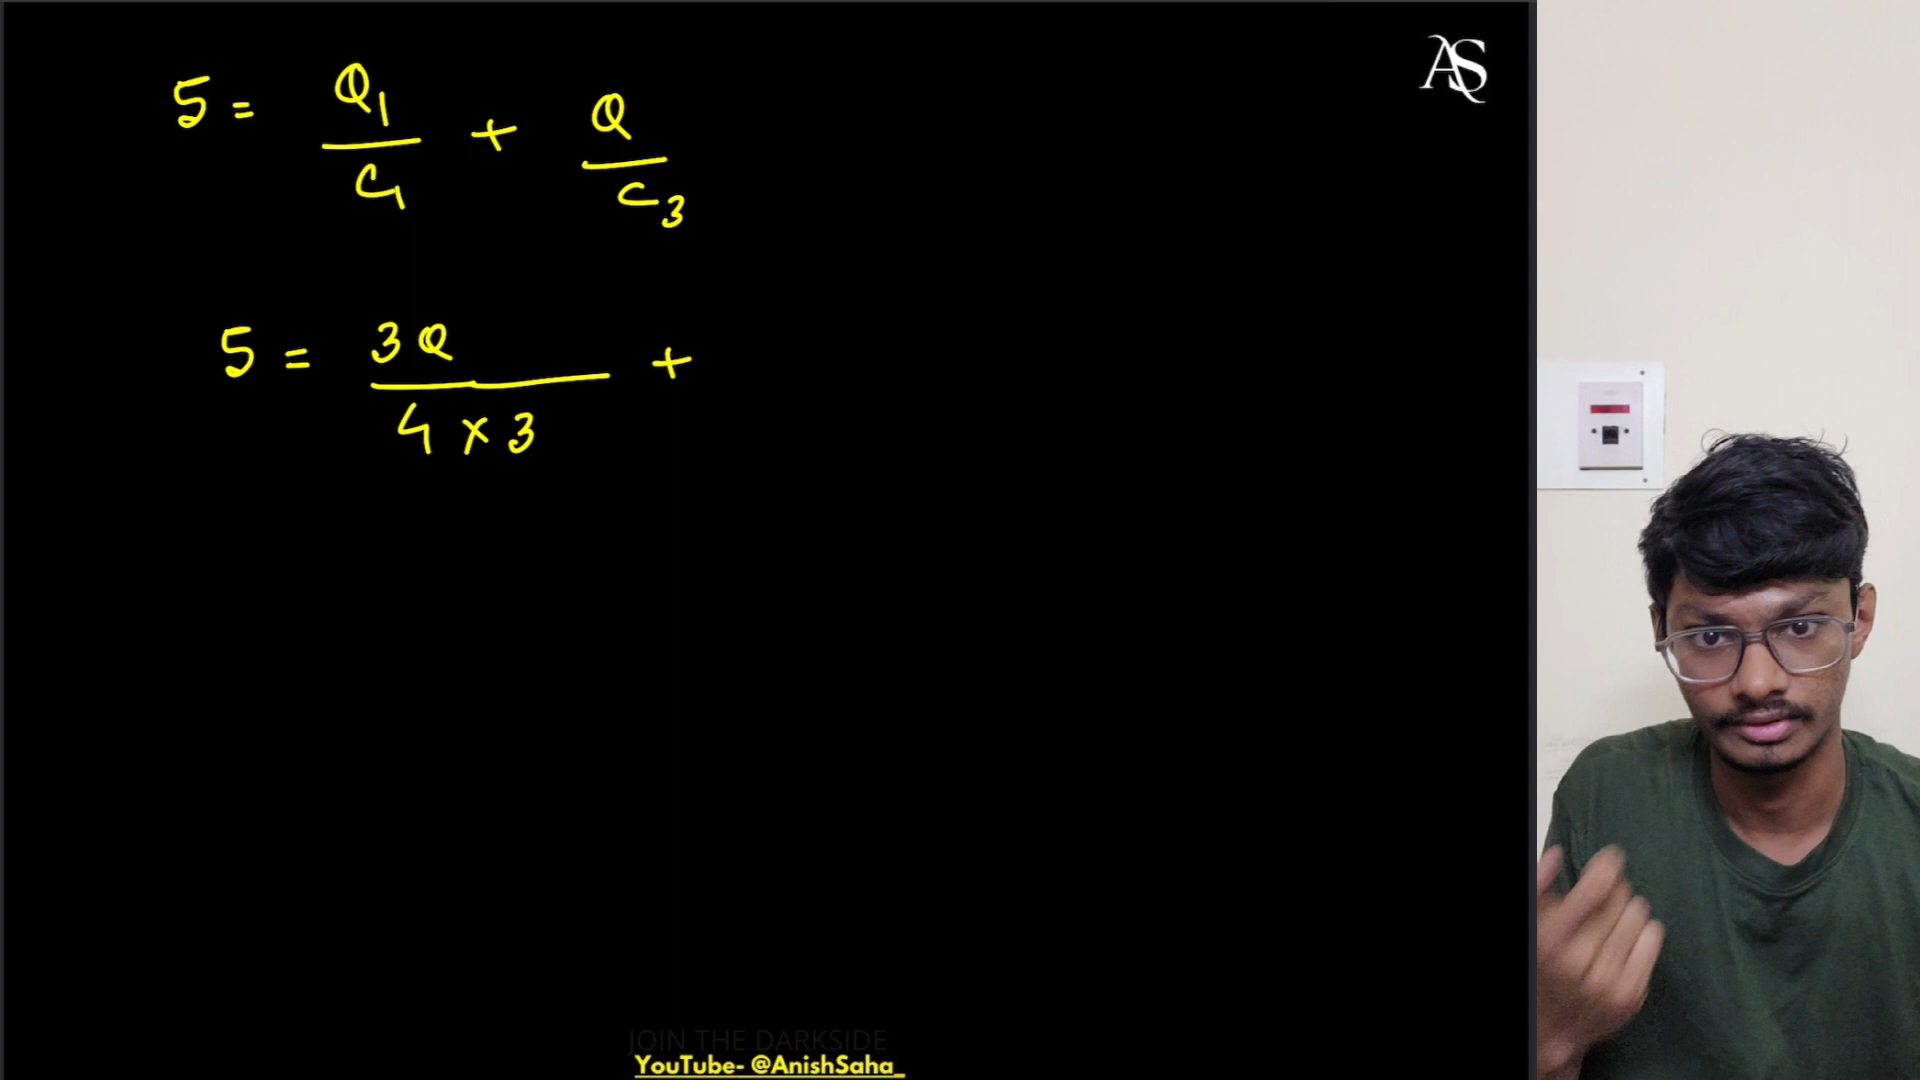 AS
5 = Q₁/C₁ + Q/C₃
5 = 3Q/(4 × 3) +
JOIN THE DARKSIDE
YouTube- @AnishSaha_